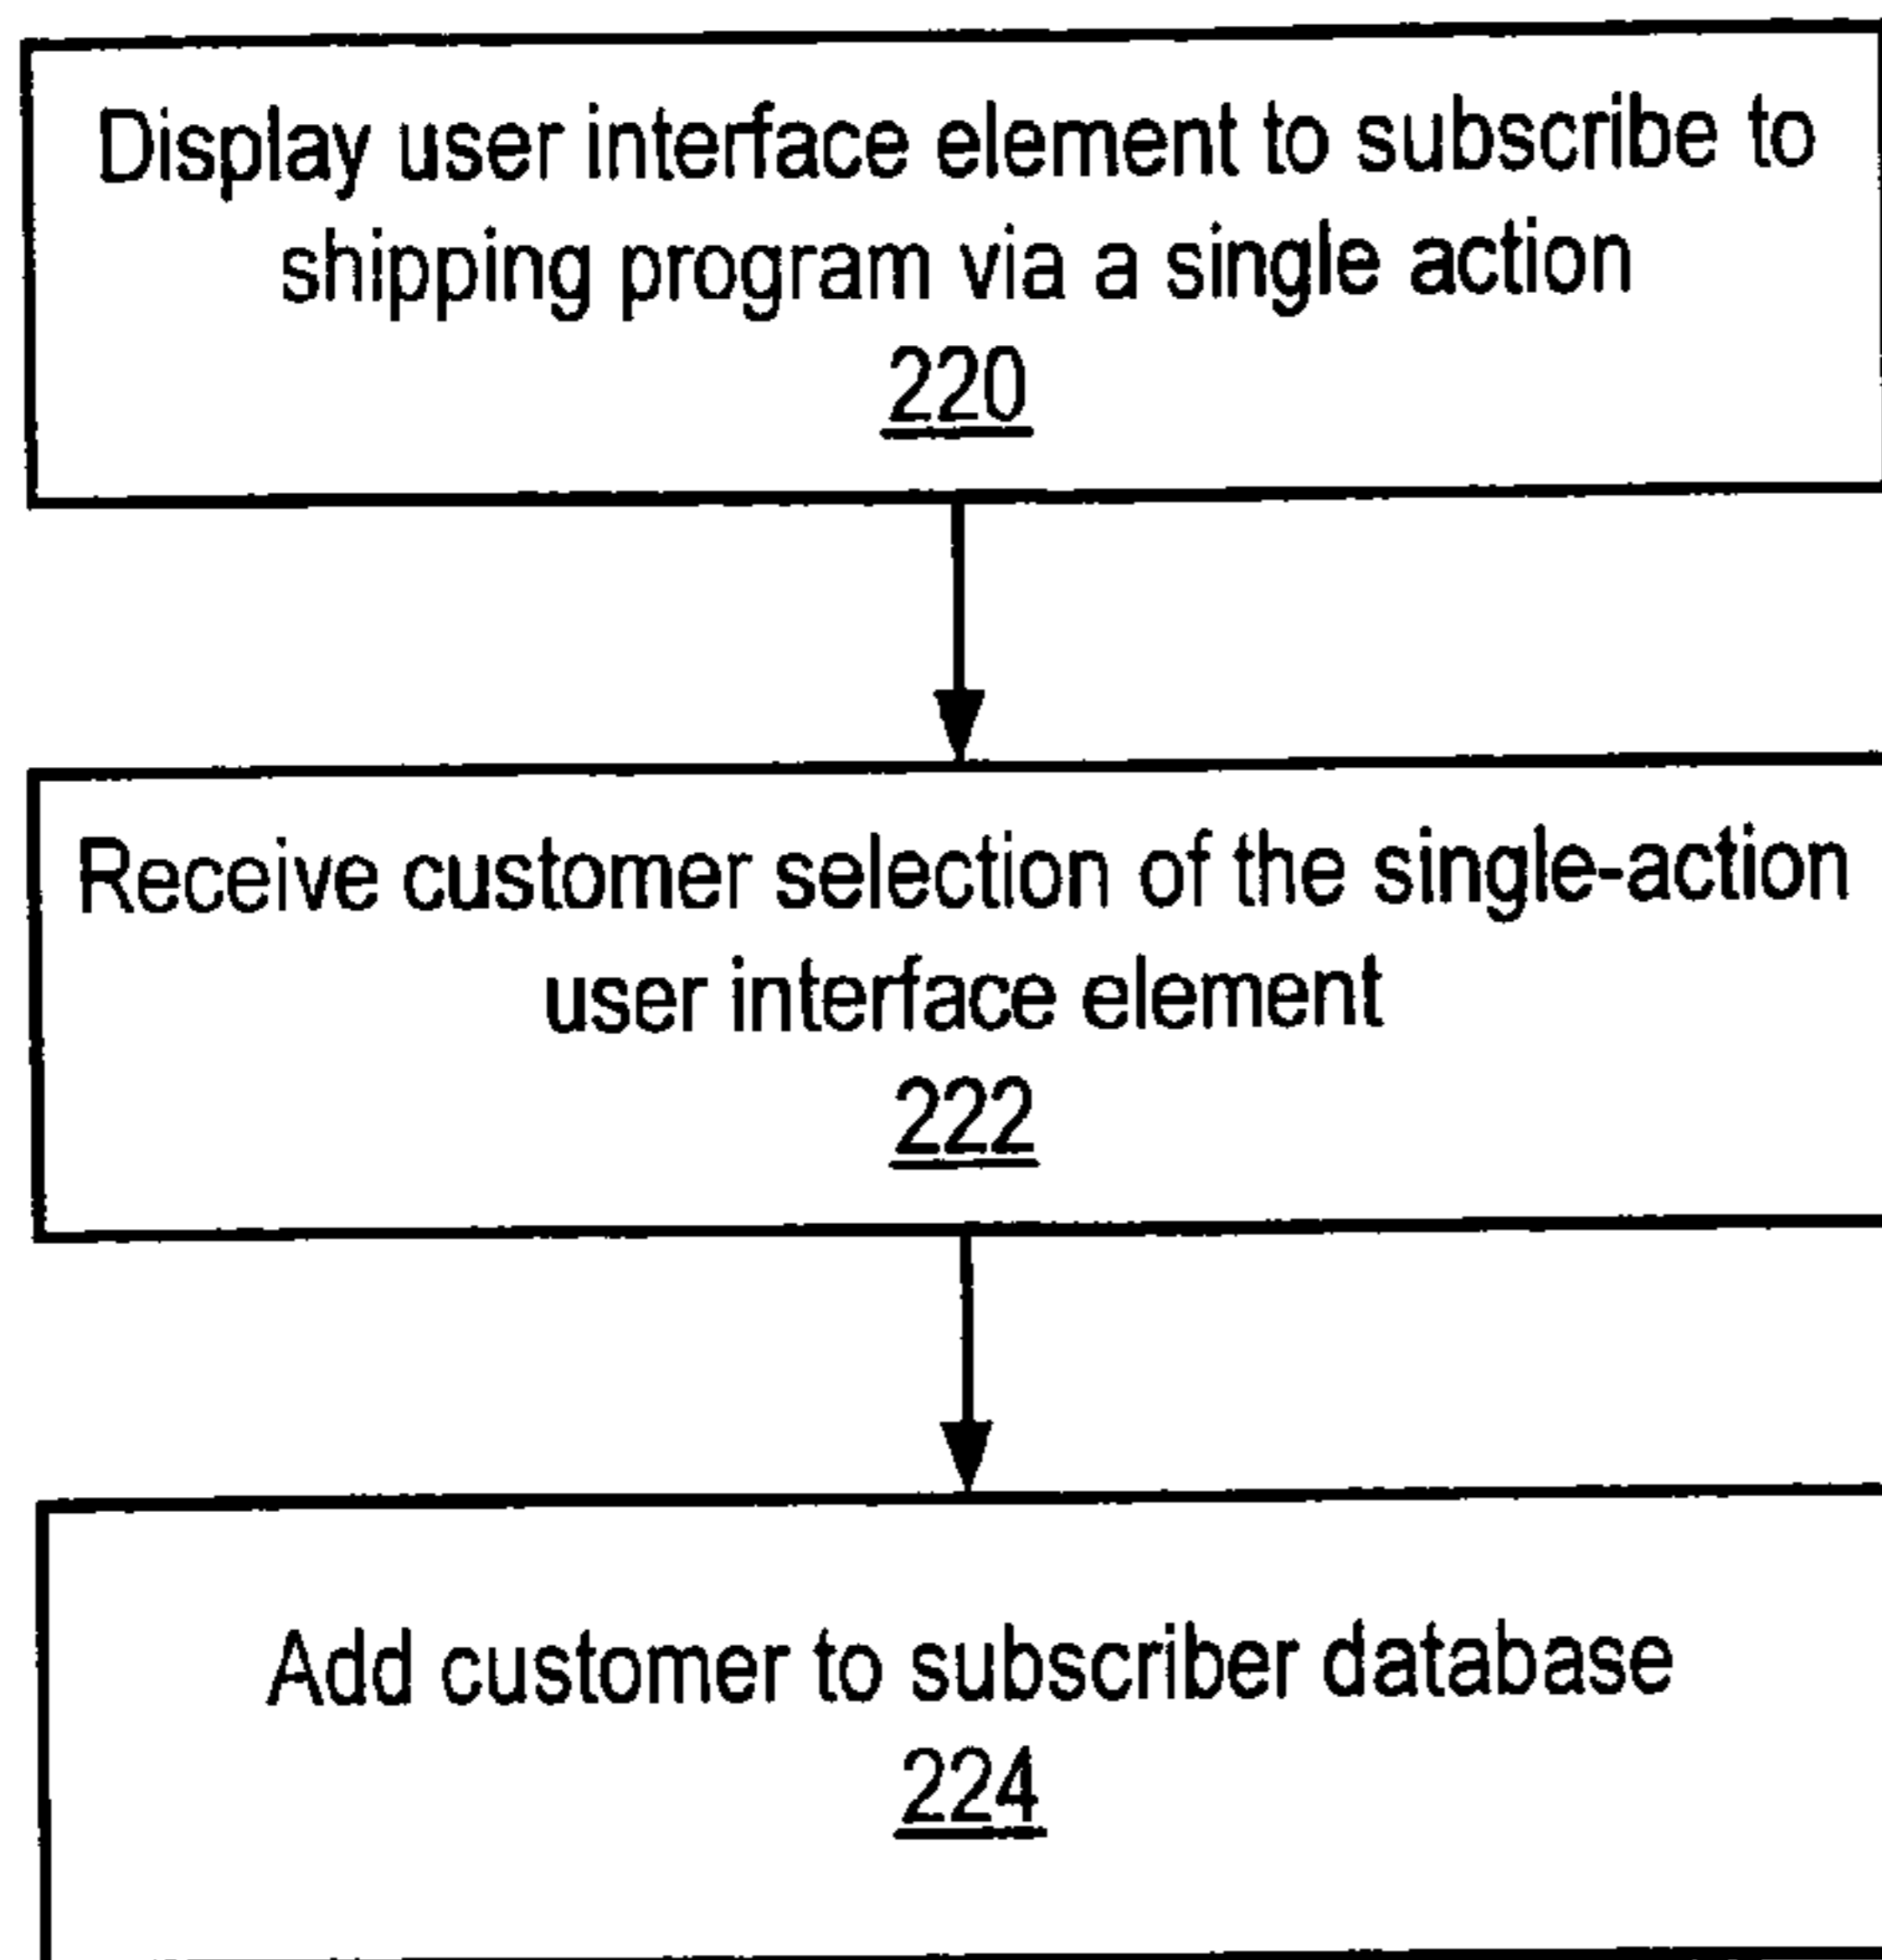 Display user interface element to subscribe to
shipping program via a single action
220
Receive customer selection of the single-action
user interface element
222
Add customer to subscriber database
224